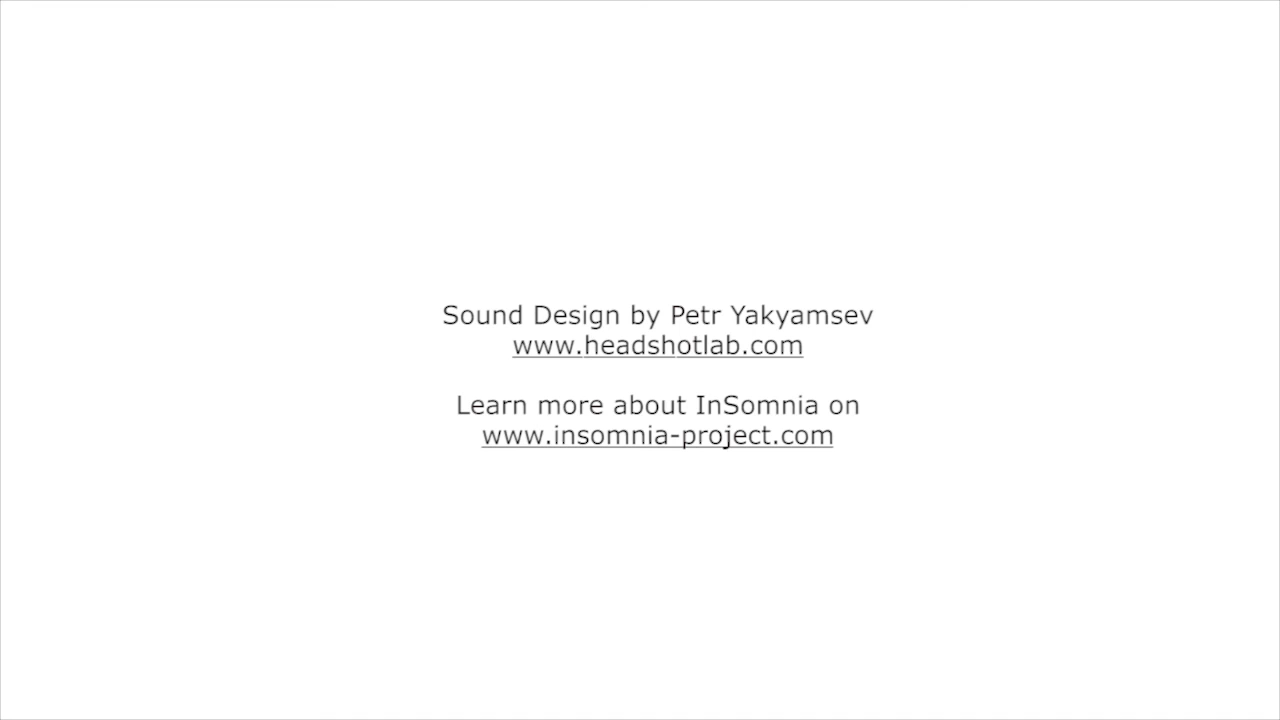 Sound Design by Petr Yakyamsev
www.headshotlab.com
Learn more about InSomnia on
www.insomnia-project.com